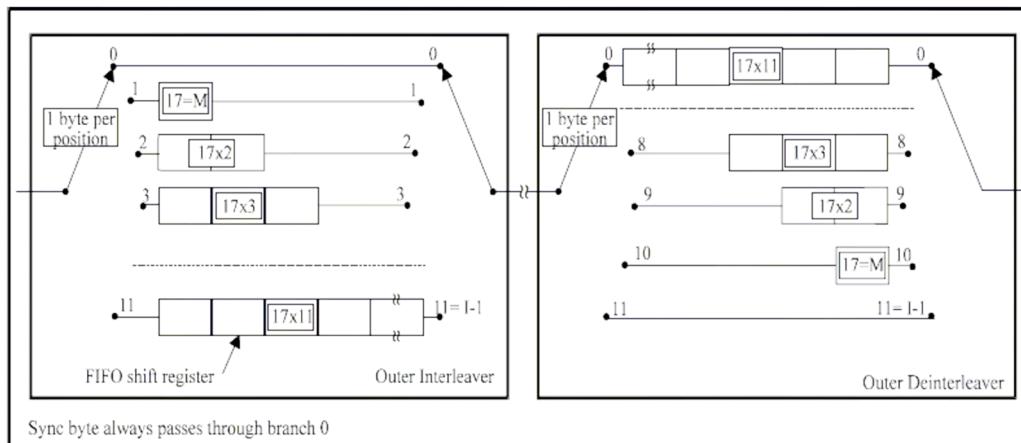 0
0
1
17=M
1
1 byte per
position
2
17x2
2
3
17x3
3
11
17x11
11= I-1
FIFO shift register
Outer Interleaver
0
17x11
0
1 byte per
position
8
17x3
8
9
17x2
9
10
17=M
10
11
11= I-1
Outer Deinterleaver
Sync byte always passes through branch 0